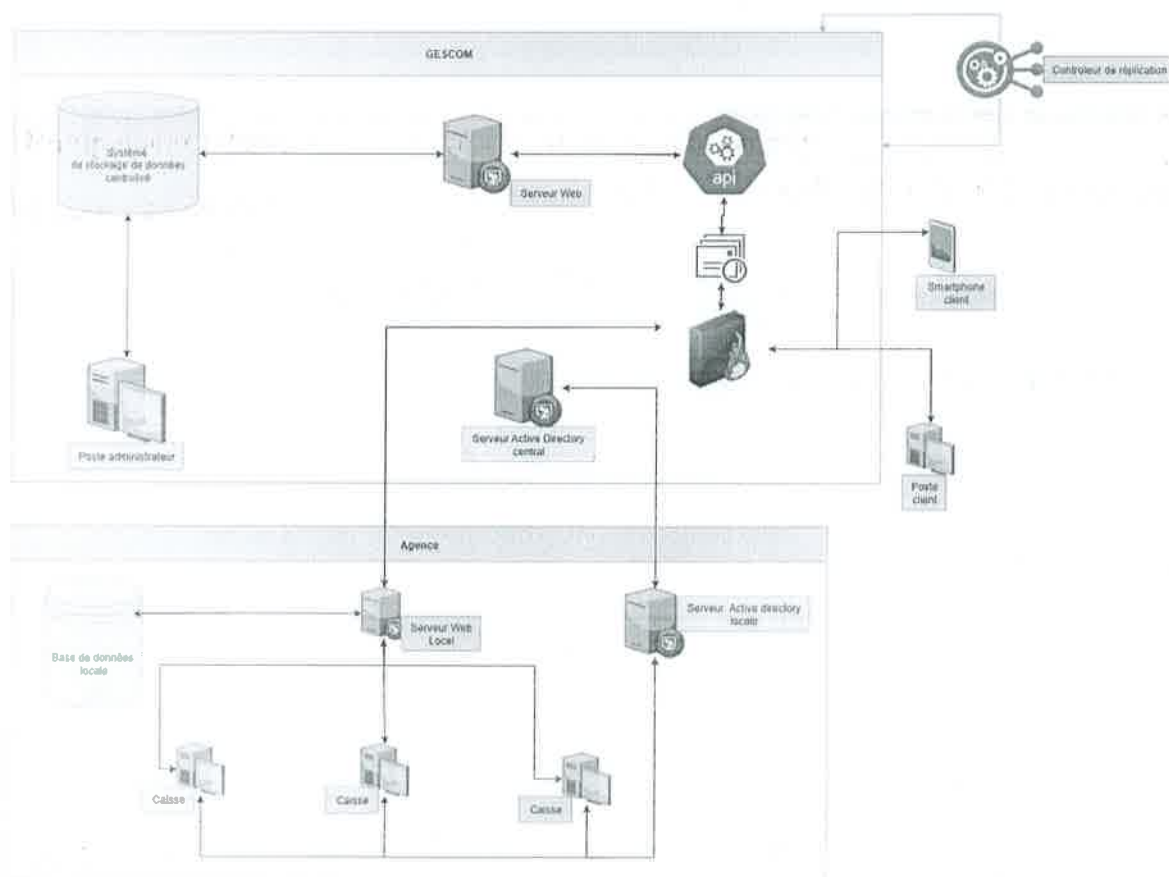 GESCOM
Controleur de réplication
Système
de stockage de données
centralisé
Serveur Web
api
Smartphone
client
Poste administrateur
Serveur Active Directory
central
Poste
client
Agence
Base de données
locale
Serveur Web
Local
Serveur Active directory
locale
Caisse
Caisse
Caisse